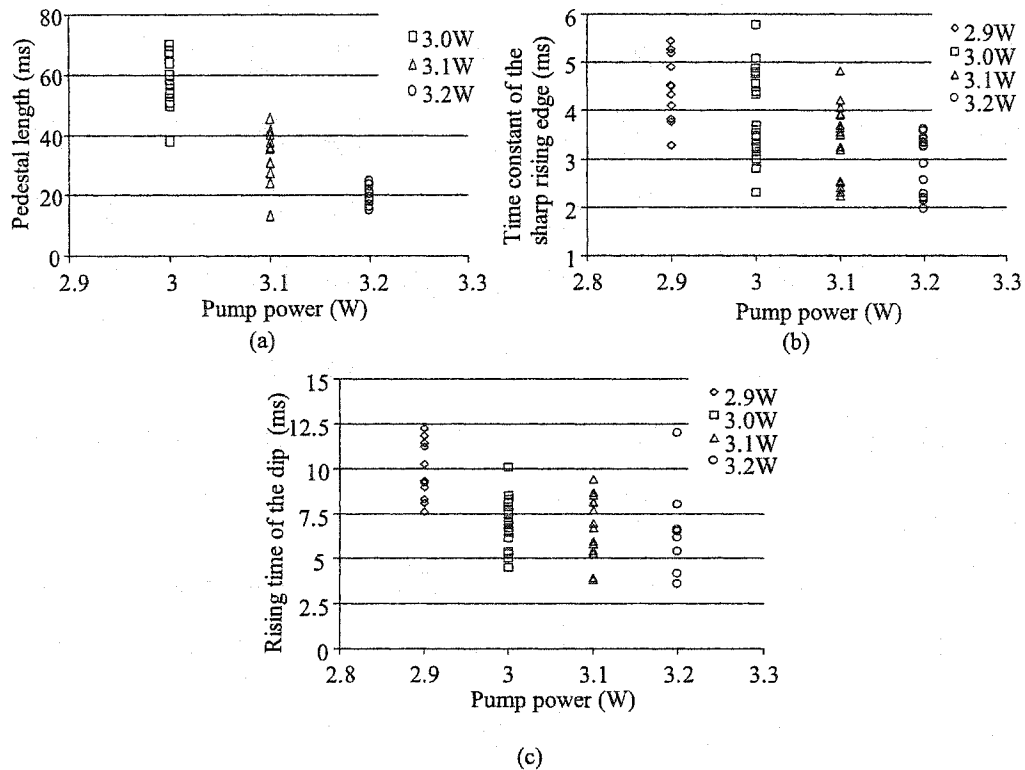 Pedestal length (ms)
80
60
40
20
0
2.9
3
3.1
3.2
3.3
Pump power (W)
3.0W
3.1W
3.2W
(a)
Time constant of the
sharp rising edge (ms)
6
5
4
3
2
1
2.8
2.9
3
3.1
3.2
3.3
Pump power (W)
2.9W
3.0W
3.1W
3.2W
(b)
Rising time of the dip (ms)
15
12.5
10
7.5
5
2.5
0
2.8
2.9
3
3.1
3.2
3.3
Pump power (W)
2.9W
3.0W
3.1W
3.2W
(c)